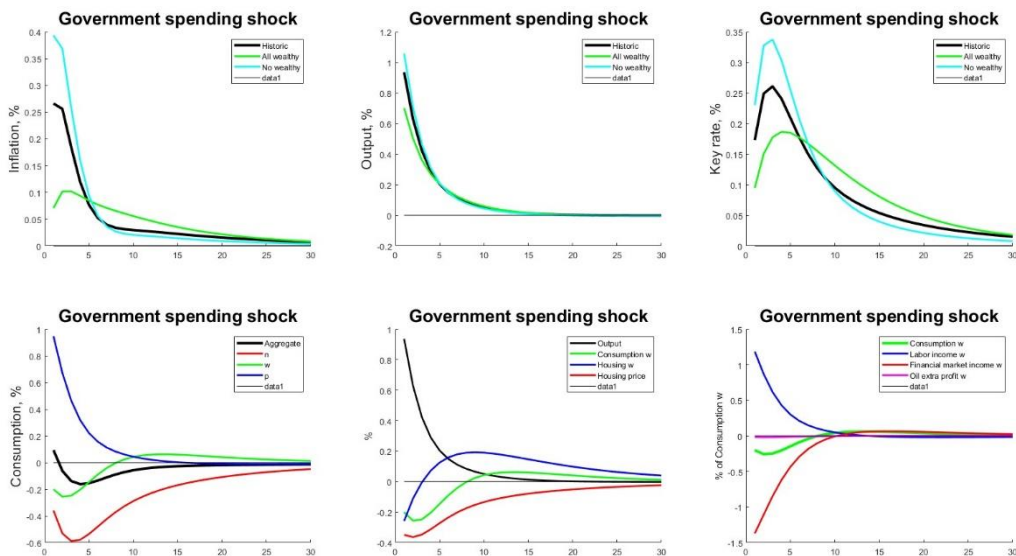 Government spending shock
Inflation, %
0.4
0.35
0.3
0.25
0.2
0.15
0.1
0.05
0
0 5 10 15 20 25 30
Historic
All wealthy
No wealthy
data1
Government spending shock
Output, %
1.2
1
0.8
0.6
0.4
0.2
0
-0.2
0 5 10 15 20 25 30
Historic
All wealthy
No wealthy
data1
Government spending shock
Key rate, %
0.35
0.3
0.25
0.2
0.15
0.1
0.05
0
0 5 10 15 20 25 30
Historic
All wealthy
No wealthy
data1
Government spending shock
Consumption, %
1
0.8
0.6
0.4
0.2
0
-0.2
-0.4
-0.6
0 5 10 15 20 25 30
Aggregate
n
w
p
data1
Government spending shock
%
1
0.8
0.6
0.4
0.2
0
-0.2
-0.4
0 5 10 15 20 25 30
Output
Consumption w
Housing w
Housing price
data1
Government spending shock
% of Consumption w
1.5
1
0.5
0
-0.5
-1
-1.5
0 5 10 15 20 25 30
Consumption w
Labor income w
Financial market income w
Oil extra profit w
data1